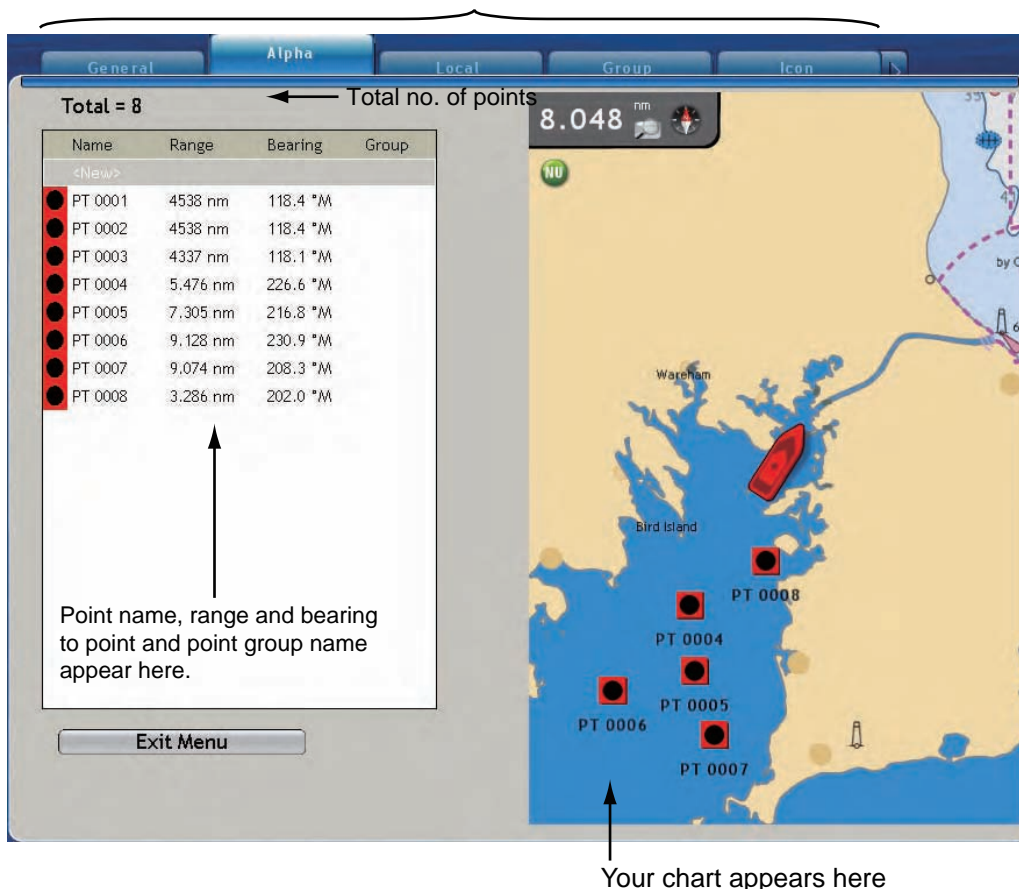 General Alpha Local Group Icon
Total = 8
Total no. of points
8.048 nm
NU
Name Range Bearing Group
<New>
PT 0001 4538 nm 118.4 °M
PT 0002 4538 nm 118.4 °M
PT 0003 4337 nm 118.1 °M
PT 0004 5.476 nm 226.6 °M
PT 0005 7.305 nm 216.8 °M
PT 0006 9.128 nm 230.9 °M
PT 0007 9.074 nm 208.3 °M
PT 0008 3.286 nm 202.0 °M
Point name, range and bearing
to point and point group name
appear here.
Exit Menu
by
Wareham
Bird Island
PT 0008
PT 0004
PT 0005
PT 0006
PT 0007
Your chart appears here